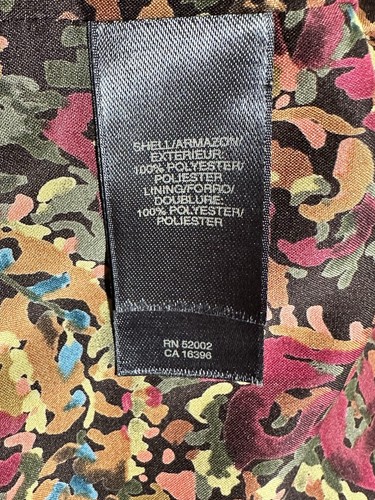 SHELL/ARMAZON/
EXTERIEUR:
100% POLYESTER/
POLIESTER
LINING/FORRO/
DOUBLURE:
100% POLYESTER/
POLIESTER
RN 52002
CA 16396